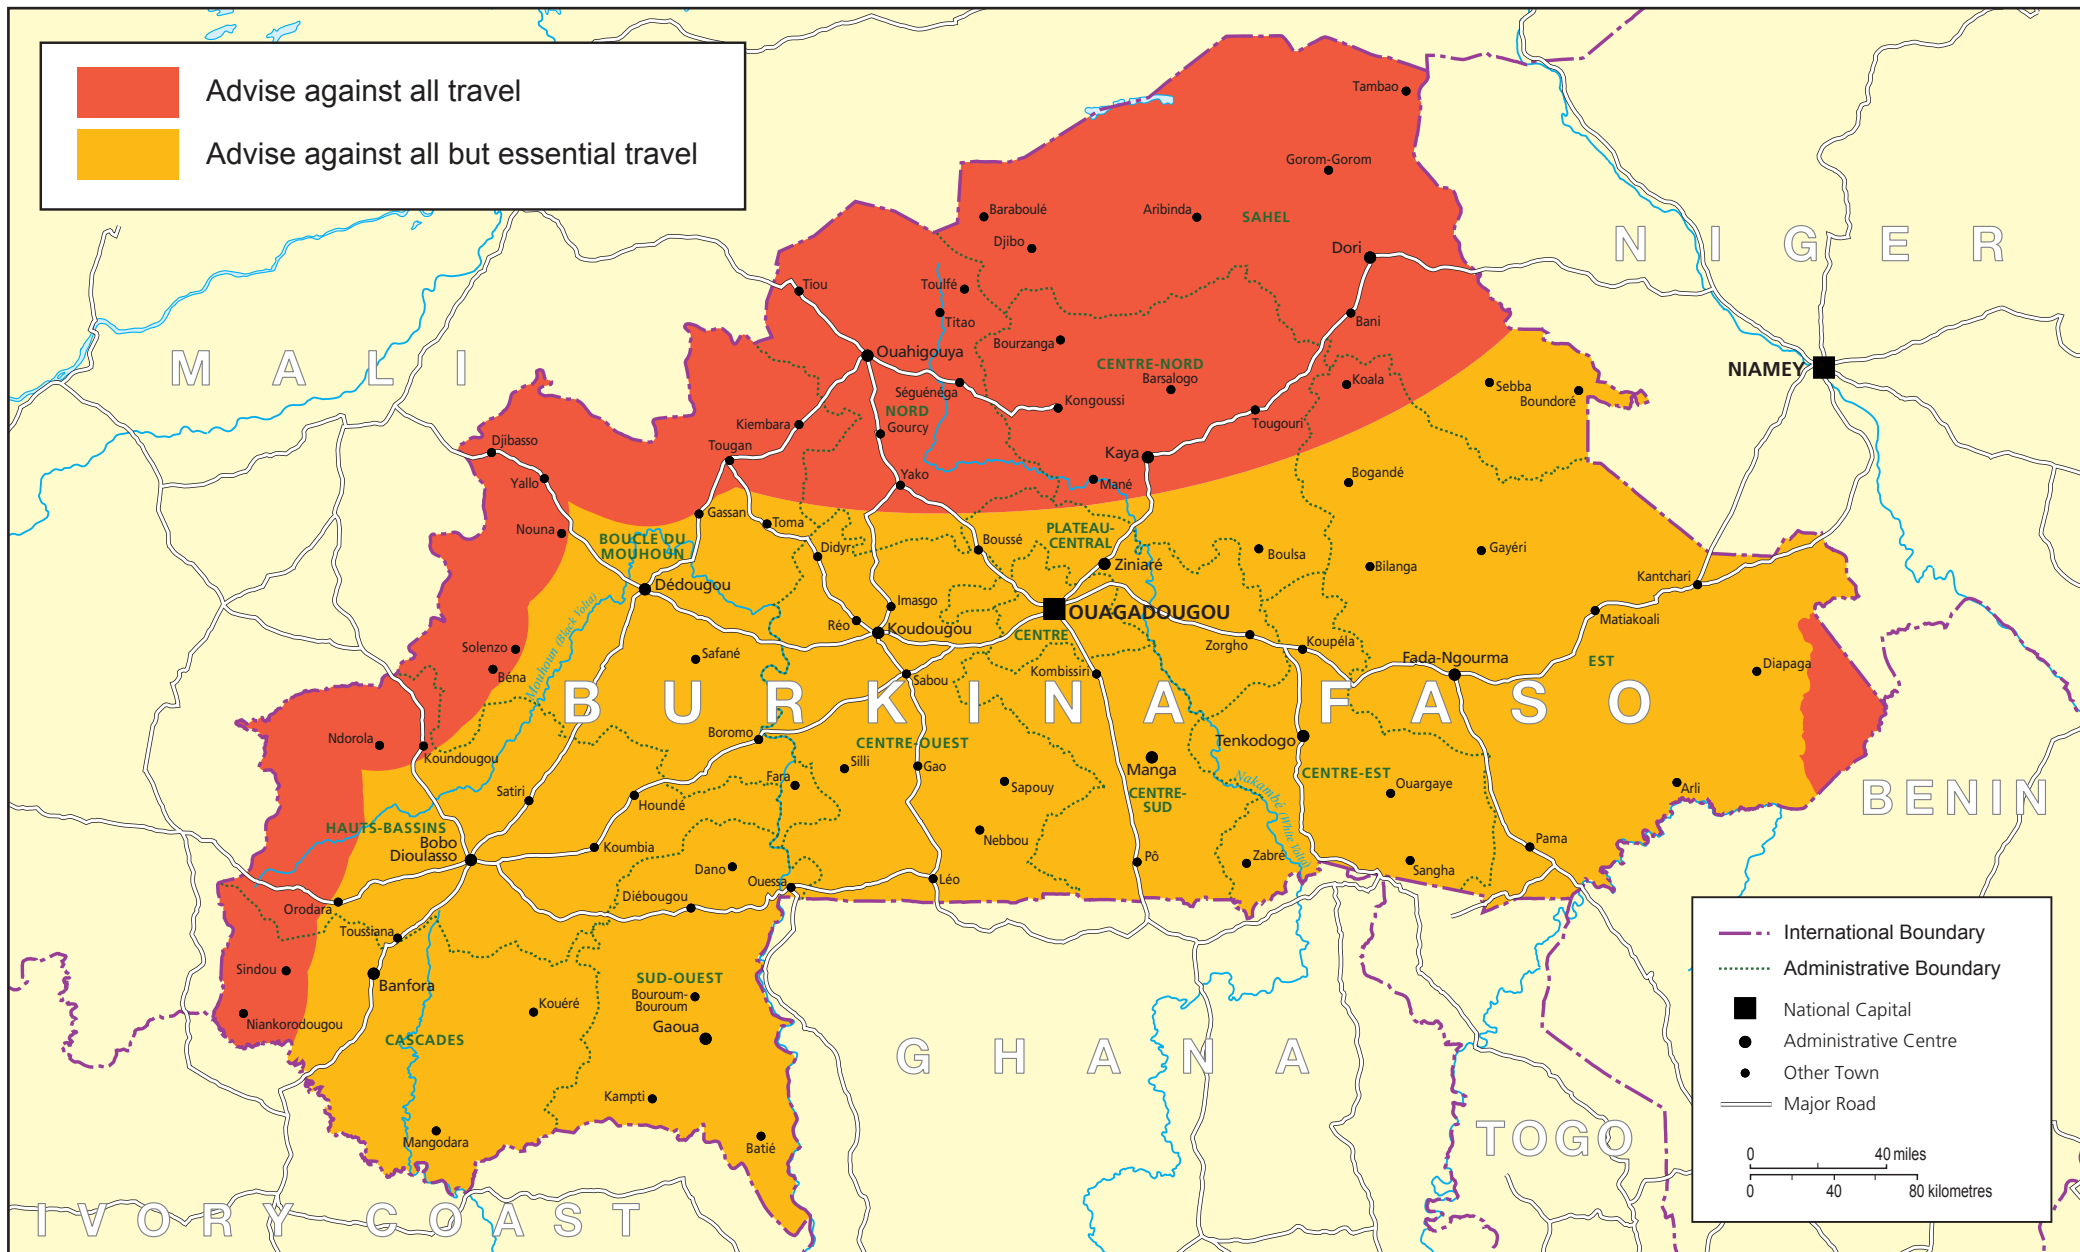 Advise against all travel
Advise against all but essential travel
Tambao
Gorom-Gorom
Baraboulé
Aribinda
SAHEL
Djibo
Dori
N I G E R
Tiou
Toulfé
Titao
Bani
Bourzanga
Ouahigouya
CENTRE-NORD
M A L I
NIAMEY
Barsalogo
Koala
Sebba
Boundoré
Séguénéga
Kongoussi
NORD
Gourcy
Kiembara
Tougouri
Djibasso
Tougan
Kaya
Yallo
Yako
Mané
Bogandé
Gassan
Toma
Nouna
BOUCLE DU
MOUHOUN
PLATEAU-
CENTRAL
Boussé
Didyr
Boulsa
Gayéri
Ziniaré
Bilanga
Kantchari
Dédougou
Imasgo
OUAGADOUGOU
Matiakoali
Réo
Koudougou
CENTRE
Zorgho
Koupéla
Mouhoun (Black Volta)
Solenzo
Safané
Fada-Ngourma
EST
Diapaga
Béna
Sabou
Kombissiri
B U R K I N A F A S O
Ndorola
Koundougou
Boromo
CENTRE-OUEST
Tenkodogo
Silli
Gao
Manga
Fara
Sapouy
CENTRE-
SUD
Nakambé (White Volta)
CENTRE-EST
Ouargaye
Arli
BENIN
Satiri
Houndé
HAUTS-BASSINS
Bobo
Dioulasso
Koumbia
Nebbou
Pama
Dano
Ouessa
Léo
Pô
Zabré
Sangha
Orodara
Diébougou
Toussiana
Sindou
Banfora
SUD-OUEST
Bouroum-
Bouroum
Kouéré
Gaoua
Niankorodougou
CASCADES
G H A N A
Kampti
Mangodara
Batié
TOGO
IVORY COAST
International Boundary
Administrative Boundary
National Capital
Administrative Centre
Other Town
Major Road
0 40 miles
0 40 80 kilometres